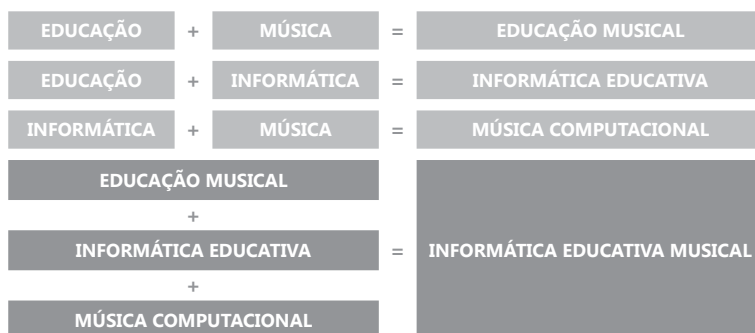 EDUCAÇÃO + MÚSICA = EDUCAÇÃO MUSICAL
EDUCAÇÃO + INFORMÁTICA = INFORMÁTICA EDUCATIVA
INFORMÁTICA + MÚSICA = MÚSICA COMPUTACIONAL
EDUCAÇÃO MUSICAL
+
INFORMÁTICA EDUCATIVA = INFORMÁTICA EDUCATIVA MUSICAL
+
MÚSICA COMPUTACIONAL